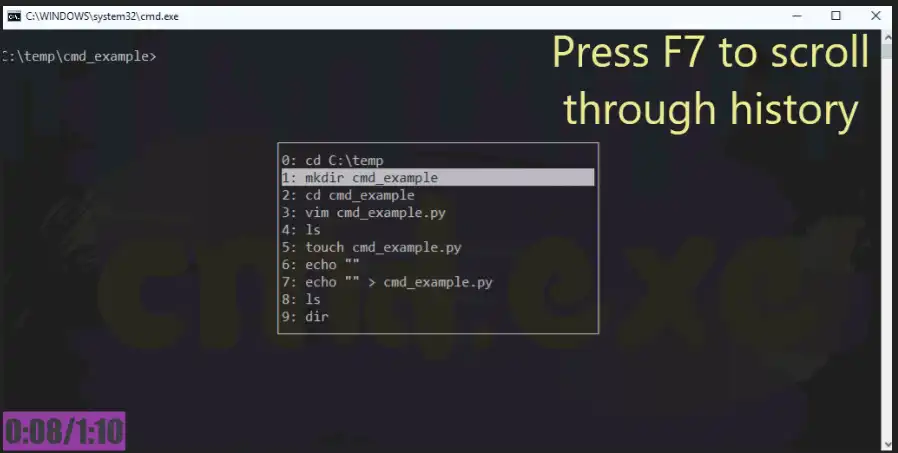 C:\WINDOWS\system32\cmd.exe
C:\temp\cmd_example>
Press F7 to scroll
through history
0: cd C:\temp
1: mkdir cmd_example
2: cd cmd_example
3: vim cmd_example.py
4: ls
5: touch cmd_example.py
6: echo ""
7: echo "" > cmd_example.py
8: ls
9: dir
cmd.exe
0:08/1:10